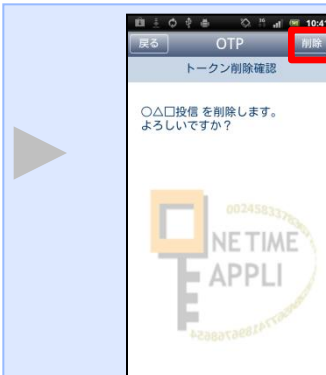 10:41
戻る
OTP
削除
トークン削除確認
○△□投信 を削除します。
よろしいですか？
NE TIME
APPLI